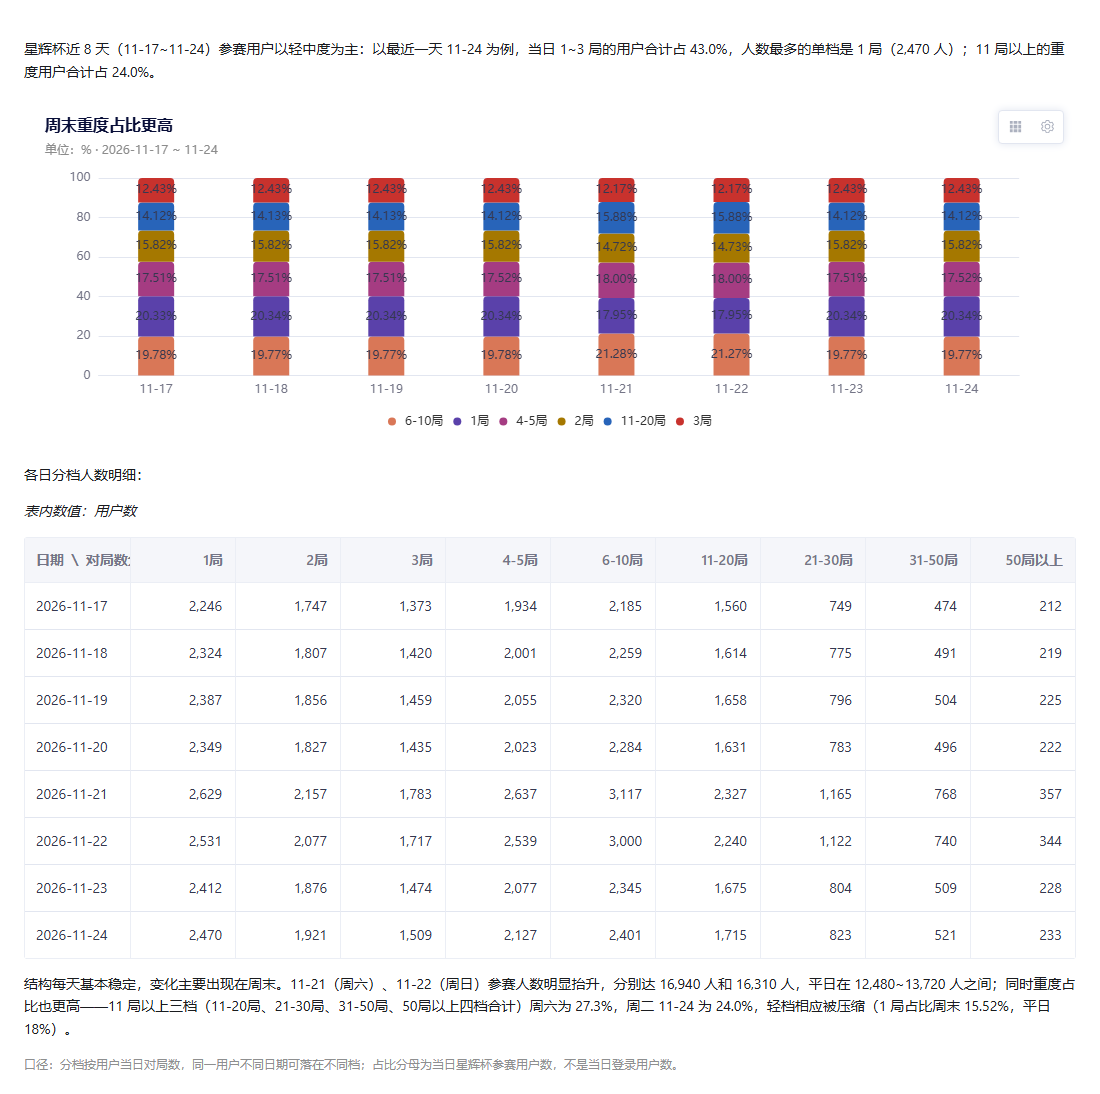 星辉杯近 8 天（11-17~11-24）参赛用户以轻中度为主：以最近一天 11-24 为例，当日 1~3 局的用户合计占 43.0%，人数最多的单档是 1 局（2,470 人）；11 局以上的重
度用户合计占 24.0%。
周末重度占比更高
单位：% · 2026-11-17 ~ 11-24
100
12.43% 12.43% 12.43% 12.43% 12.17% 12.17% 12.43% 12.43%
80
14.12% 14.13% 14.13% 14.12% 15.88% 15.88% 14.12% 14.12%
15.82% 15.82% 15.82% 15.82% 14.72% 14.73% 15.82% 15.82%
60
17.51% 17.51% 17.51% 17.52% 18.00% 18.00% 17.51% 17.52%
40
20.33% 20.34% 20.34% 20.34% 17.95% 17.95% 20.34% 20.34%
20
19.78% 19.77% 19.77% 19.78% 21.28% 21.27% 19.77% 19.77%
0
11-17 11-18 11-19 11-20 11-21 11-22 11-23 11-24
6-10局 1局 4-5局 2局 11-20局 3局
各日分档人数明细：
表内数值：用户数
日期 \ 对局数 1局 2局 3局 4-5局 6-10局 11-20局 21-30局 31-50局 50局以上
2026-11-17 2,246 1,747 1,373 1,934 2,185 1,560 749 474 212
2026-11-18 2,324 1,807 1,420 2,001 2,259 1,614 775 491 219
2026-11-19 2,387 1,856 1,459 2,055 2,320 1,658 796 504 225
2026-11-20 2,349 1,827 1,435 2,023 2,284 1,631 783 496 222
2026-11-21 2,629 2,157 1,783 2,637 3,117 2,327 1,165 768 357
2026-11-22 2,531 2,077 1,717 2,539 3,000 2,240 1,122 740 344
2026-11-23 2,412 1,876 1,474 2,077 2,345 1,675 804 509 228
2026-11-24 2,470 1,921 1,509 2,127 2,401 1,715 823 521 233
结构每天基本稳定，变化主要出现在周末。11-21（周六）、11-22（周日）参赛人数明显抬升，分别达 16,940 人和 16,310 人，平日在 12,480~13,720 人之间；同时重度占
比也更高——11 局以上三档（11-20局、21-30局、31-50局、50局以上四档合计）周六为 27.3%，周二 11-24 为 24.0%，轻档相应被压缩（1 局占比周末 15.52%，平日
18%）。
口径：分档按用户当日对局数，同一用户不同日期可落在不同档；占比分母为当日星辉杯参赛用户数，不是当日登录用户数。